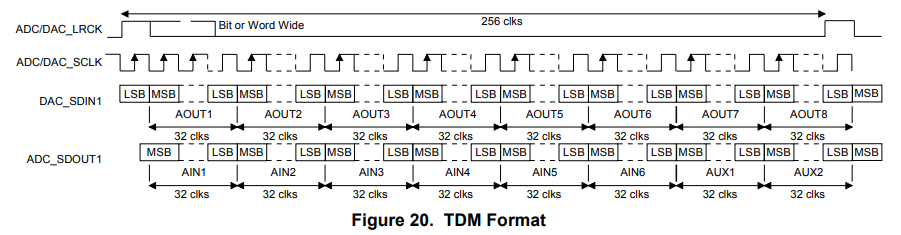 256 clks
ADC/DAC_LRCK Bit or Word Wide
ADC/DAC_SCLK
DAC_SDIN1 LSB MSB LSB MSB LSB MSB LSB MSB LSB MSB LSB MSB LSB MSB LSB MSB LSB MSB
AOUT1 AOUT2 AOUT3 AOUT4 AOUT5 AOUT6 AOUT7 AOUT8
32 clks 32 clks 32 clks 32 clks 32 clks 32 clks 32 clks 32 clks
ADC_SDOUT1 MSB LSB MSB LSB MSB LSB MSB LSB MSB LSB MSB LSB MSB LSB MSB LSB MSB
AIN1 AIN2 AIN3 AIN4 AIN5 AIN6 AUX1 AUX2
32 clks 32 clks 32 clks 32 clks 32 clks 32 clks 32 clks 32 clks
Figure 20. TDM Format